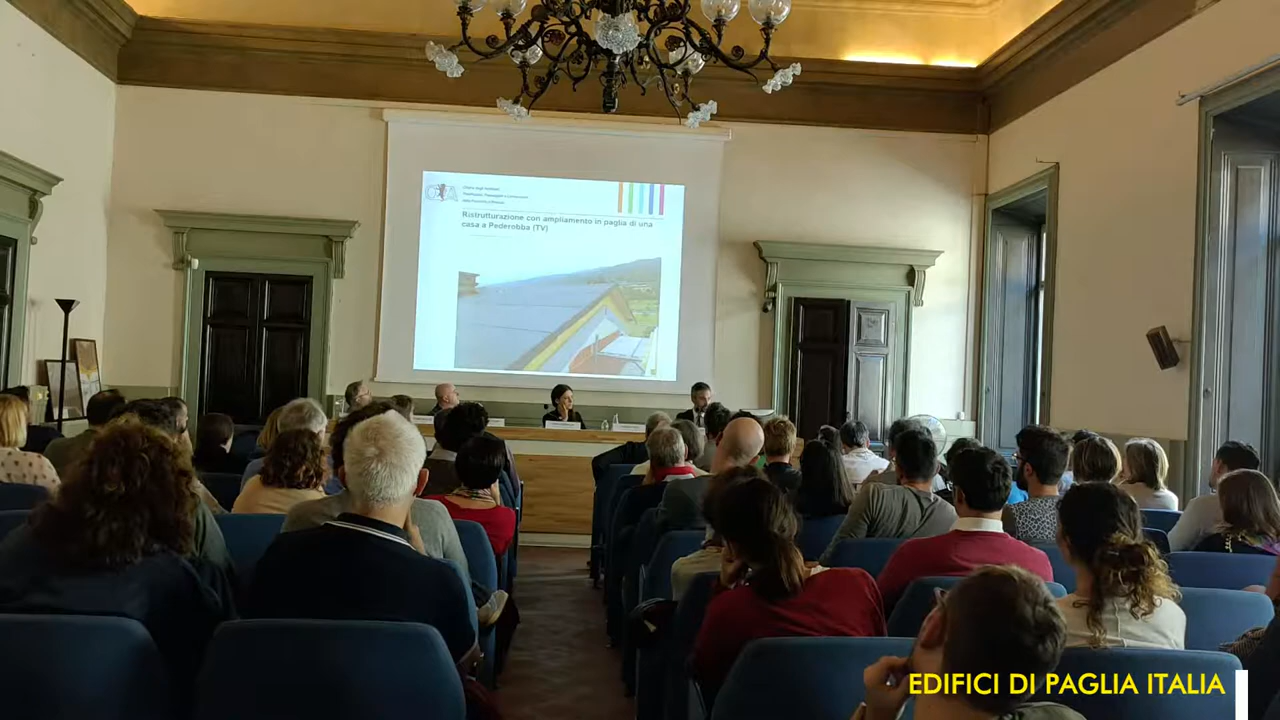 Ristrutturazione con ampliamento in paglia di una
casa a Pederobba (TV)
EDIFICI DI PAGLIA ITALIA